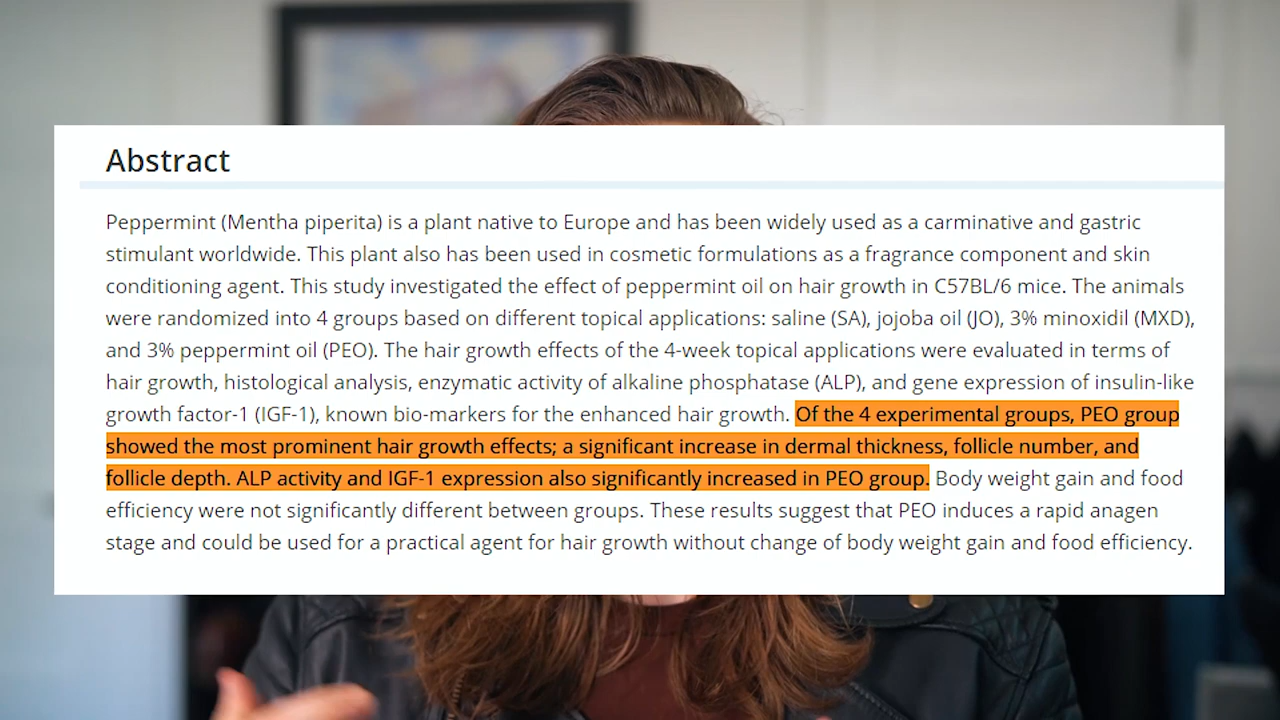 Abstract
Peppermint (Mentha piperita) is a plant native to Europe and has been widely used as a carminative and gastric
stimulant worldwide. This plant also has been used in cosmetic formulations as a fragrance component and skin
conditioning agent. This study investigated the effect of peppermint oil on hair growth in C57BL/6 mice. The animals
were randomized into 4 groups based on different topical applications: saline (SA), jojoba oil (JO), 3% minoxidil (MXD),
and 3% peppermint oil (PEO). The hair growth effects of the 4-week topical applications were evaluated in terms of
hair growth, histological analysis, enzymatic activity of alkaline phosphatase (ALP), and gene expression of insulin-like
growth factor-1 (IGF-1), known bio-markers for the enhanced hair growth. Of the 4 experimental groups, PEO group
showed the most prominent hair growth effects; a significant increase in dermal thickness, follicle number, and
follicle depth. ALP activity and IGF-1 expression also significantly increased in PEO group. Body weight gain and food
efficiency were not significantly different between groups. These results suggest that PEO induces a rapid anagen
stage and could be used for a practical agent for hair growth without change of body weight gain and food efficiency.